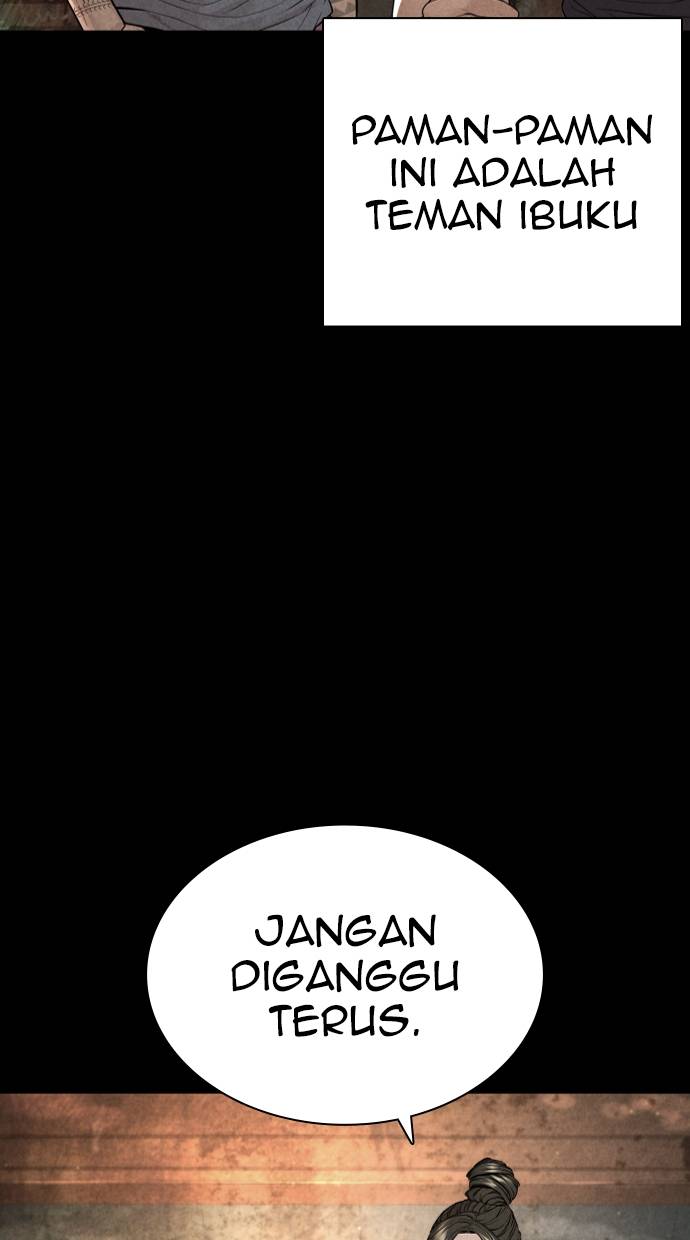 PAMAN-PAMAN
INI ADALAH
TEMAN IBUKU
JANGAN
DIGANGGU
TERUS.